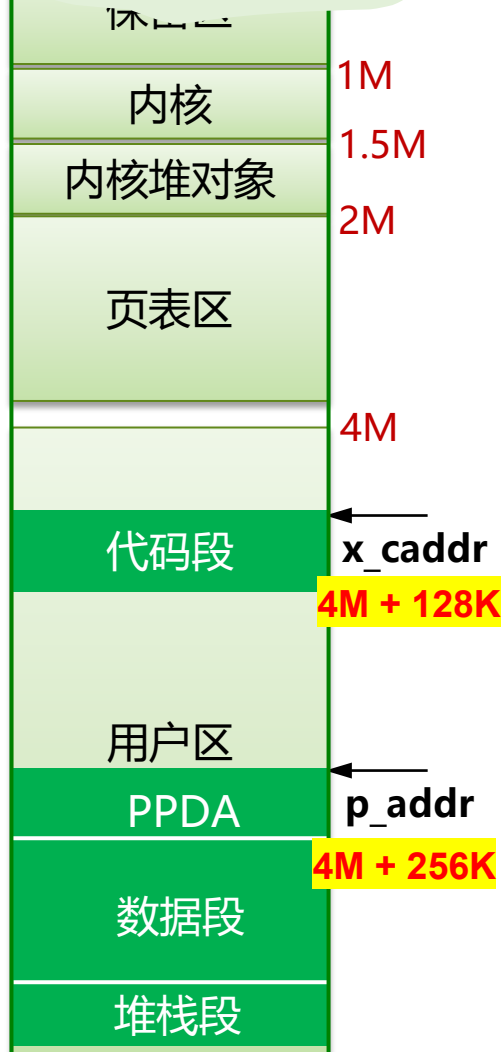 1M
内核
1.5M
内核堆对象
2M
页表区
4M
x_caddr
代码段
4M + 128K
用户区
p_addr
PPDA
4M + 256K
数据段
堆栈段